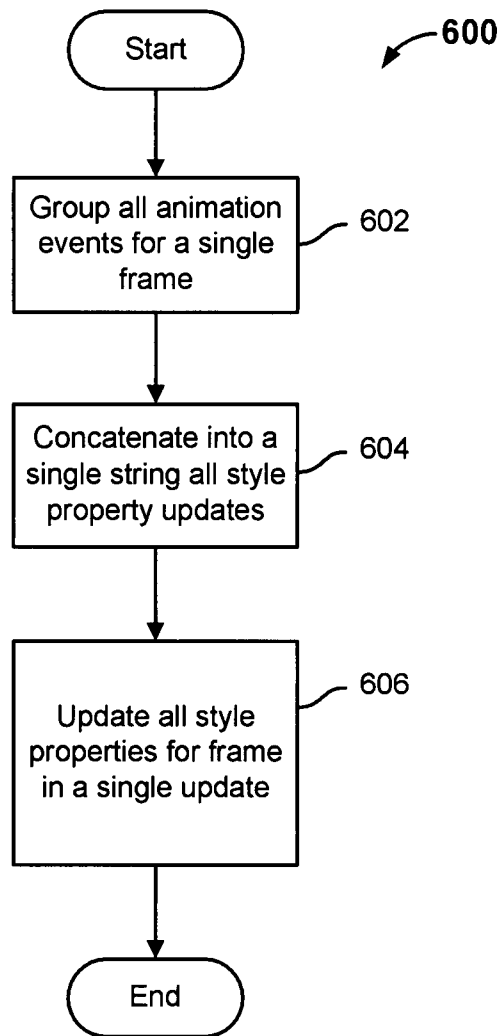 Start
600
Group all animation
events for a single
frame
602
Concatenate into a
single string all style
property updates
604
Update all style
properties for frame
in a single update
606
End